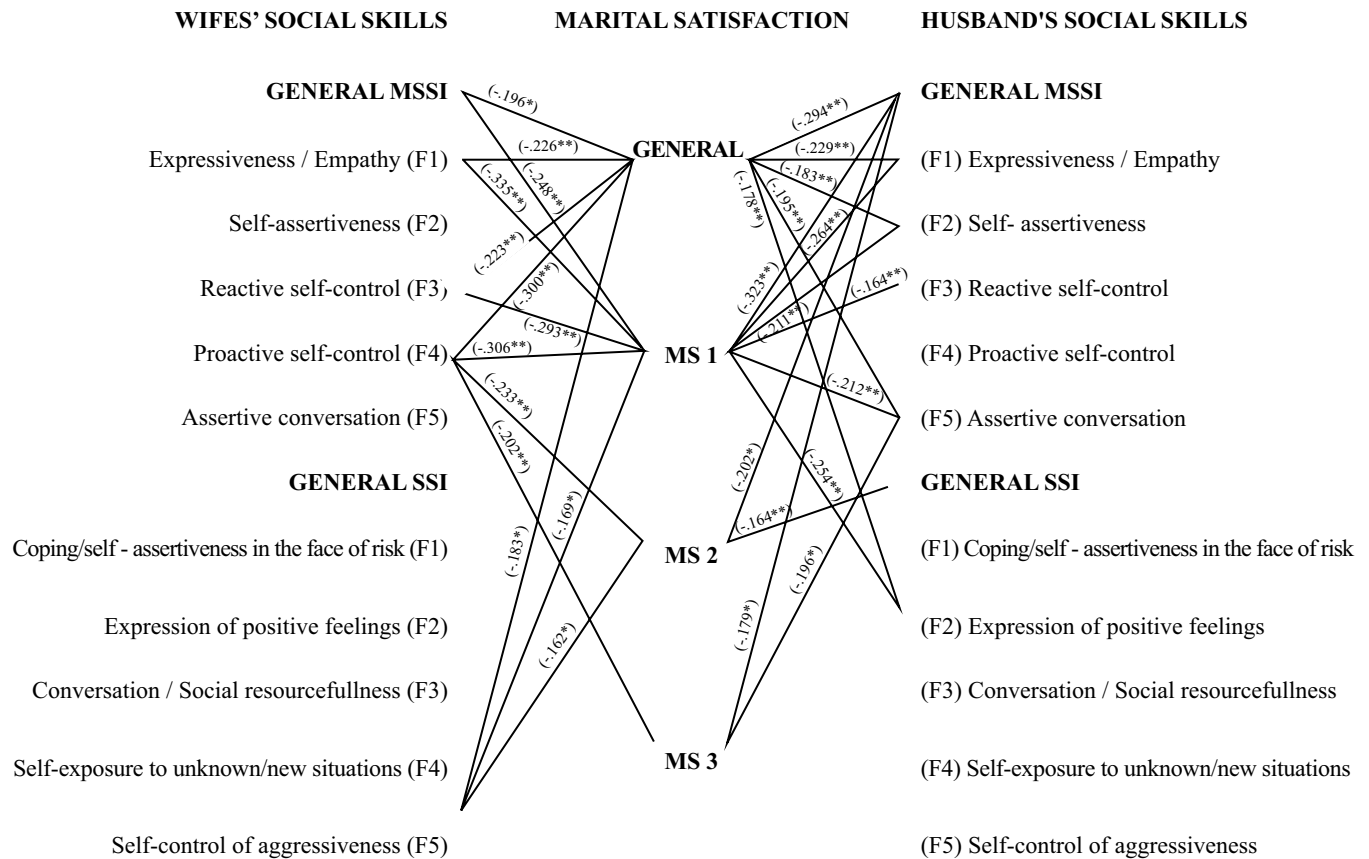 WIFES' SOCIAL SKILLS MARITAL SATISFACTION HUSBAND'S SOCIAL SKILLS
GENERAL MSSI
Expressiveness / Empathy (F1)
Self-assertiveness (F2)
Reactive self-control (F3)
Proactive self-control (F4)
Assertive conversation (F5)
GENERAL SSI
Coping/self - assertiveness in the face of risk (F1)
Expression of positive feelings (F2)
Conversation / Social resourcefullness (F3)
Self-exposure to unknown/new situations (F4)
Self-control of aggressiveness (F5)
(-.196*)
(-.226**)
(-.335**)
(-.248**)
(-.223**)
(-.300**)
(-.293**)
(-.306**)
(-.233**)
(-.202**)
(-.169*)
(-.183*)
(-.162*)
GENERAL
MS 1
MS 2
MS 3
(-.294**)
(-.229**)
(-.183**)
(-.178**)
(-.195**)
(-.264**)
(-.323**)
(-.164**)
(-.211**)
(-.212**)
(-.254**)
(-.202*)
(-.164**)
(-.196*)
(-.179*)
GENERAL MSSI
(F1) Expressiveness / Empathy
(F2) Self- assertiveness
(F3) Reactive self-control
(F4) Proactive self-control
(F5) Assertive conversation
GENERAL SSI
(F1) Coping/self - assertiveness in the face of risk
(F2) Expression of positive feelings
(F3) Conversation / Social resourcefullness
(F4) Self-exposure to unknown/new situations
(F5) Self-control of aggressiveness